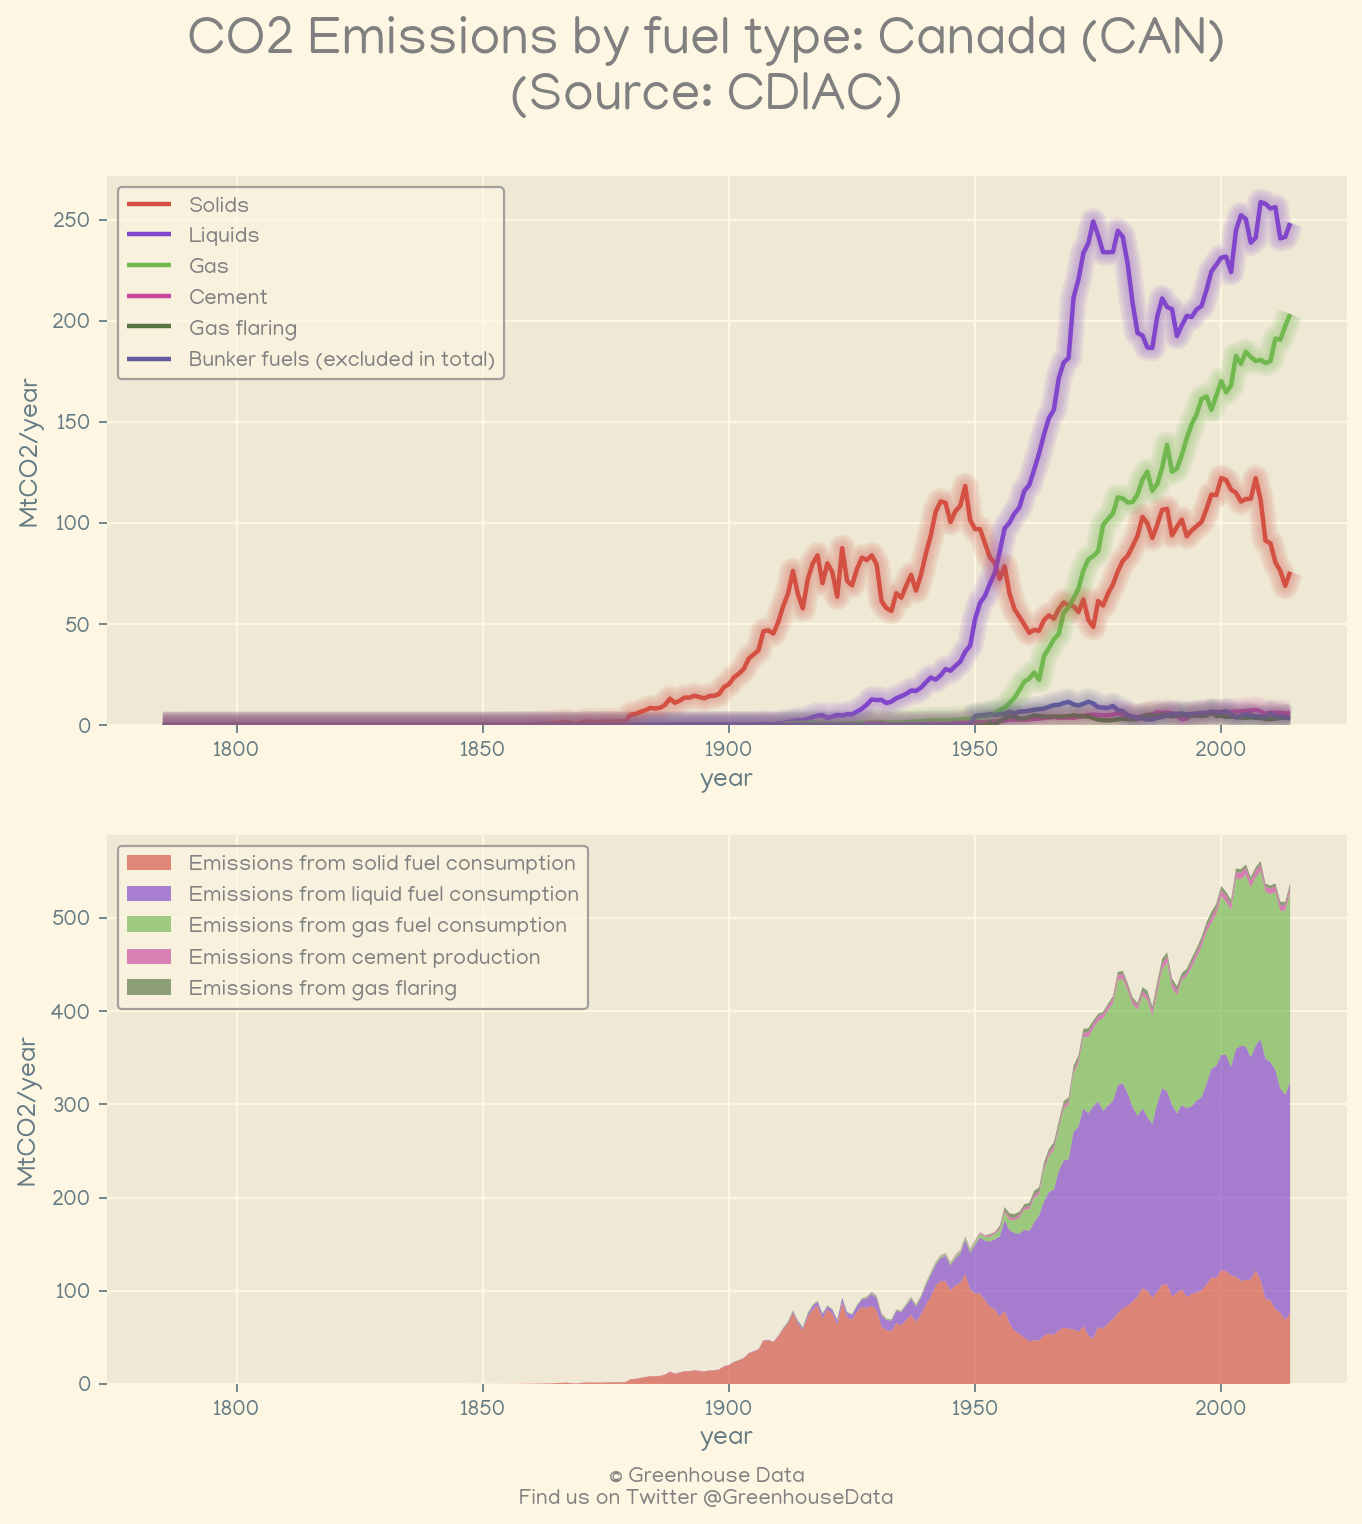 CO2 Emissions by fuel type: Canada (CAN)
(Source: CDIAC)
Solids
Liquids
Gas
Cement
Gas flaring
Bunker fuels (excluded in total)
250
200
150
100
50
0
MtCO2/year
1800 1850 1900 1950 2000
year
Emissions from solid fuel consumption
Emissions from liquid fuel consumption
Emissions from gas fuel consumption
Emissions from cement production
Emissions from gas flaring
500
400
300
200
100
0
MtCO2/year
1800 1850 1900 1950 2000
year
© Greenhouse Data
Find us on Twitter @GreenhouseData